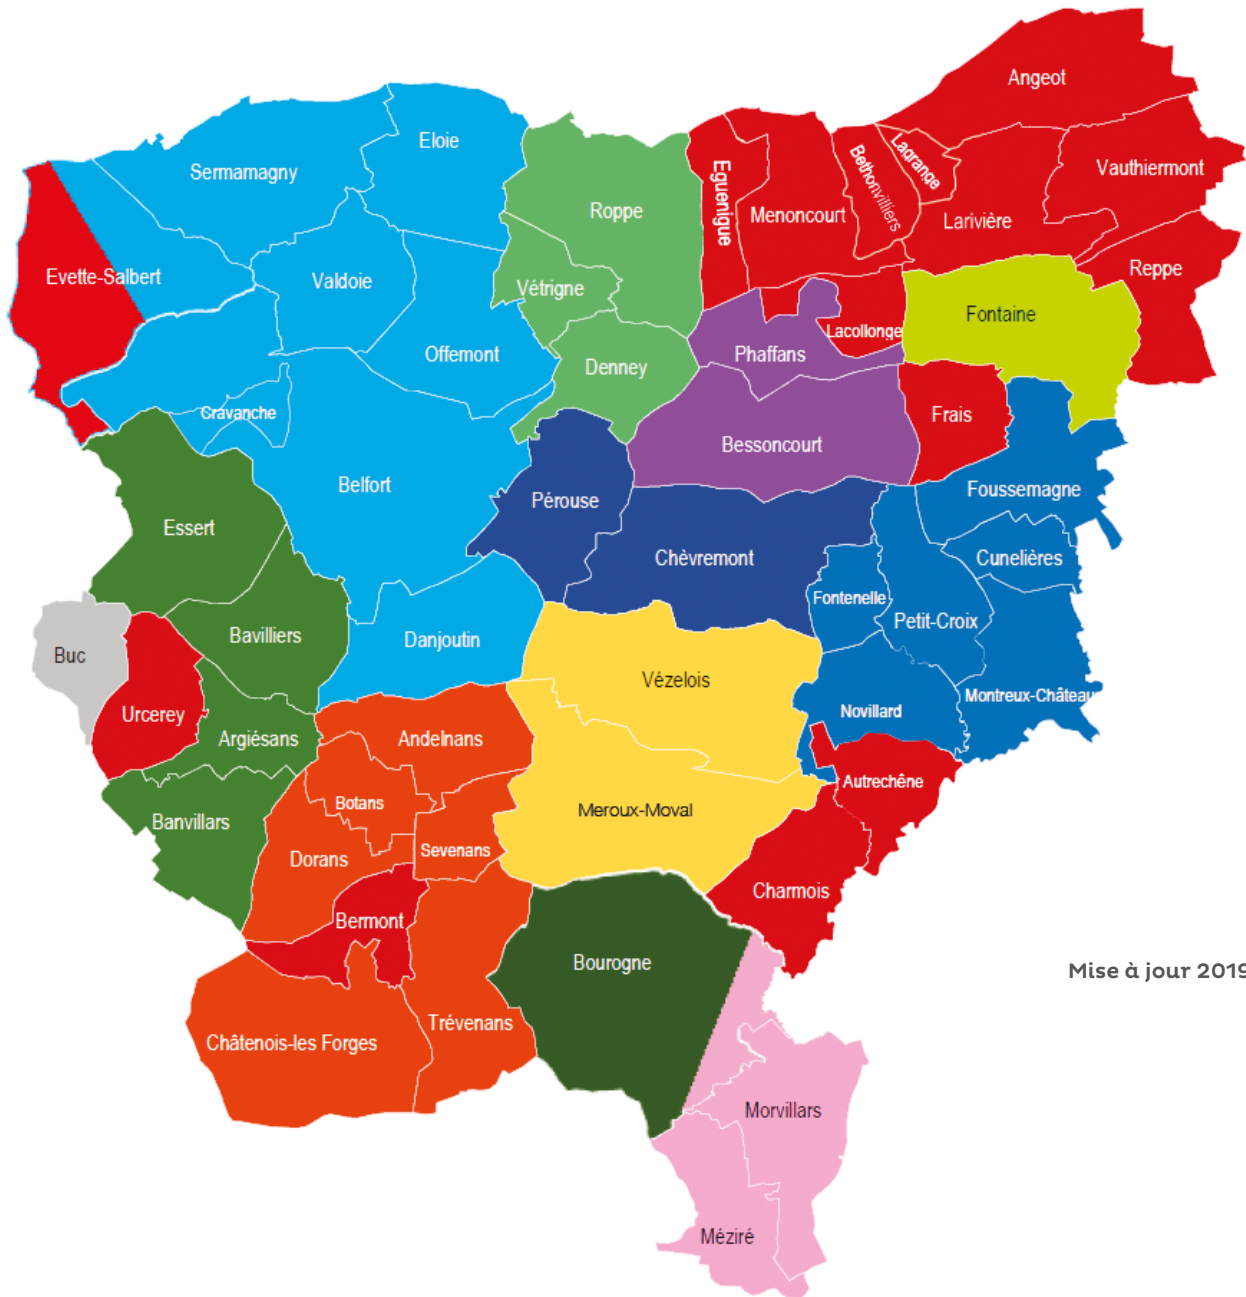 Angeot
Eloie
Sermamagny
Lagrange
Bethonvilliers
Vauthiermont
Eguenigue
Roppe
Menoncourt
Larivière
Reppe
Evette-Salbert
Valdoie
Vétrigne
Fontaine
Lacollonge
Offemont
Phaffans
Denney
Cravanche
Frais
Bessoncourt
Belfort
Foussemagne
Pérouse
Essert
Chèvremont
Cunelières
Fontenelle
Petit-Croix
Bavilliers
Danjoutin
Buc
Vézelois
Montreux-Château
Urcerey
Novillard
Argiésans
Andelnans
Autrechêne
Botans
Meroux-Moval
Banvillars
Sevenans
Dorans
Charmois
Bermont
Bourogne
Mise à jour 2019
Trévenans
Châtenois-les Forges
Morvillars
Méziré